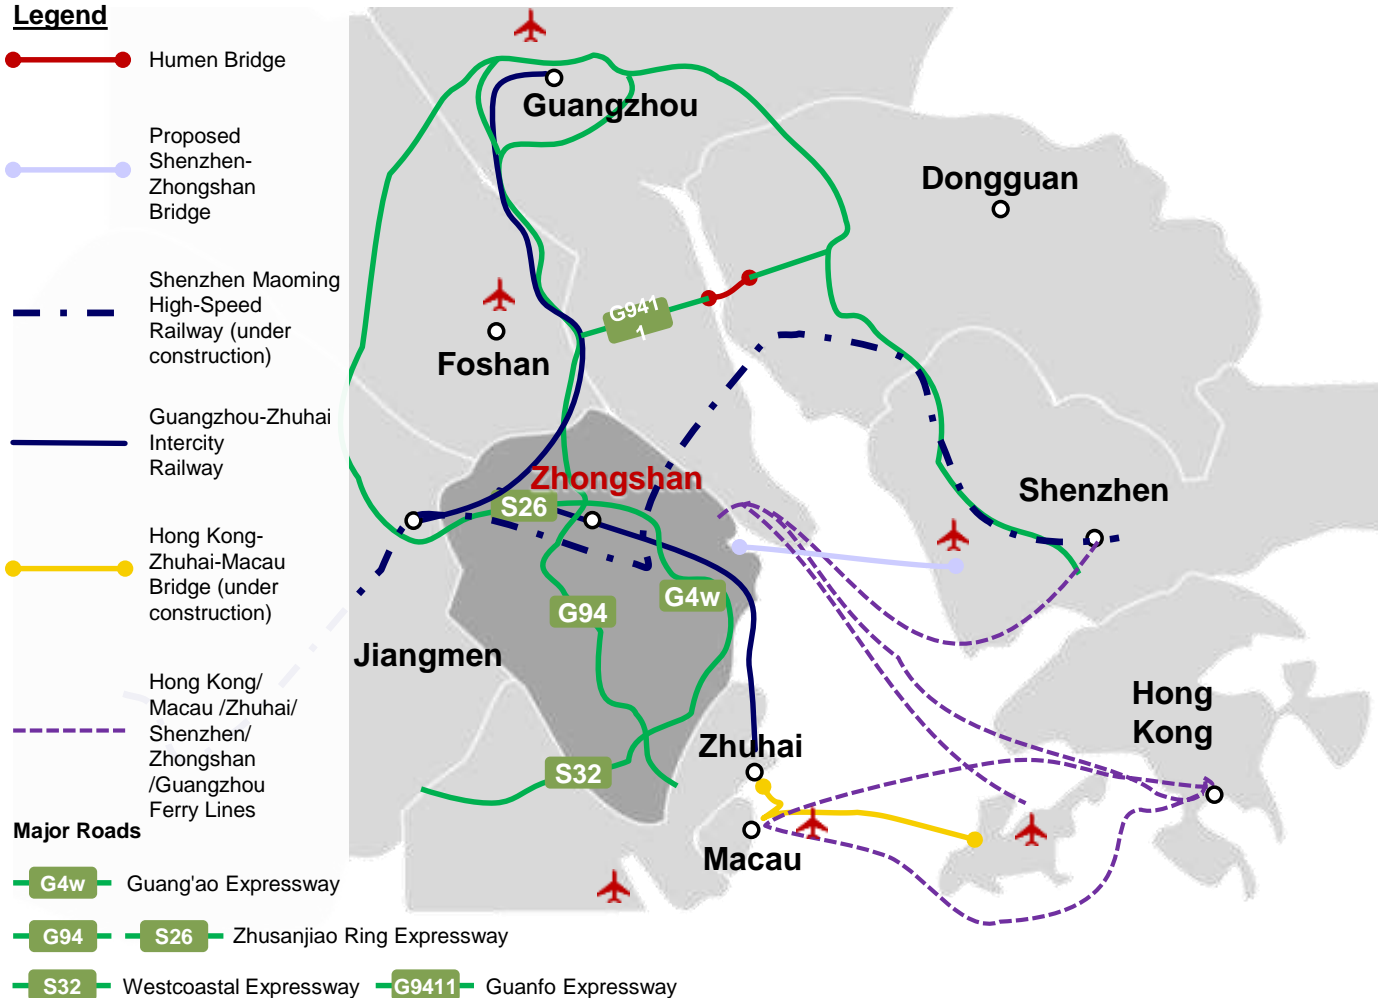 Legend
Humen Bridge
Proposed
Shenzhen-
Zhongshan
Bridge
Shenzhen Maoming
High-Speed
Railway (under
construction)
Guangzhou-Zhuhai
Intercity
Railway
Hong Kong-
Zhuhai-Macau
Bridge (under
construction)
Hong Kong/
Macau /Zhuhai/
Shenzhen/
Zhongshan
/Guangzhou
Ferry Lines
Major Roads
G4w Guang'ao Expressway
G94 S26 Zhusanjiao Ring Expressway
S32 Westcoastal Expressway G9411 Guanfo Expressway
Guangzhou
Dongguan
G941
1
Foshan
Zhongshan
S26
Shenzhen
G4w
G94
Jiangmen
Hong
Kong
Zhuhai
S32
Macau